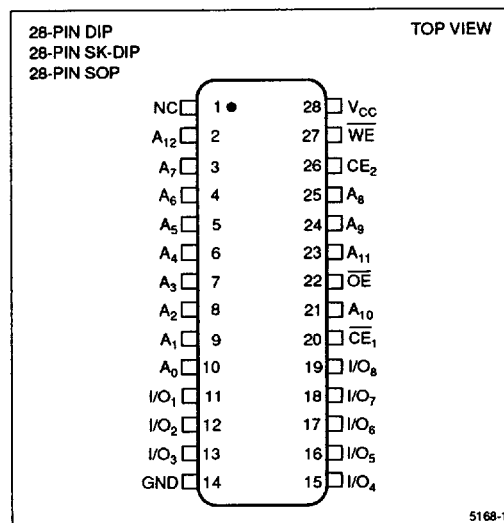 28-PIN DIP
28-PIN SK-DIP
28-PIN SOP
TOP VIEW
NC 1 28 VCC
A12 2 27 WE
A7 3 26 CE2
A6 4 25 A8
A5 5 24 A9
A4 6 23 A11
A3 7 22 OE
A2 8 21 A10
A1 9 20 CE1
A0 10 19 I/O8
I/O1 11 18 I/O7
I/O2 12 17 I/O6
I/O3 13 16 I/O5
GND 14 15 I/O4